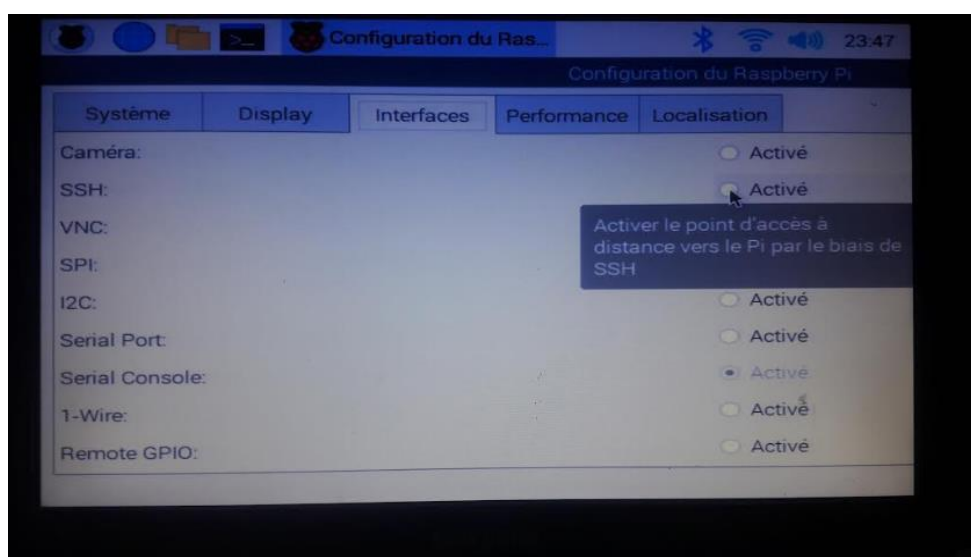 >_ Configuration du Ras... 23:47
Configuration du Raspberry Pi
Système Display Interfaces Performance Localisation
Caméra: Activé
SSH: Activé
VNC:
Activer le point d'accès à
distance vers le Pi par le biais de
SSH
SPI:
I2C: Activé
Serial Port: Activé
Serial Console: Activé
1-Wire: Activé
Remote GPIO: Activé